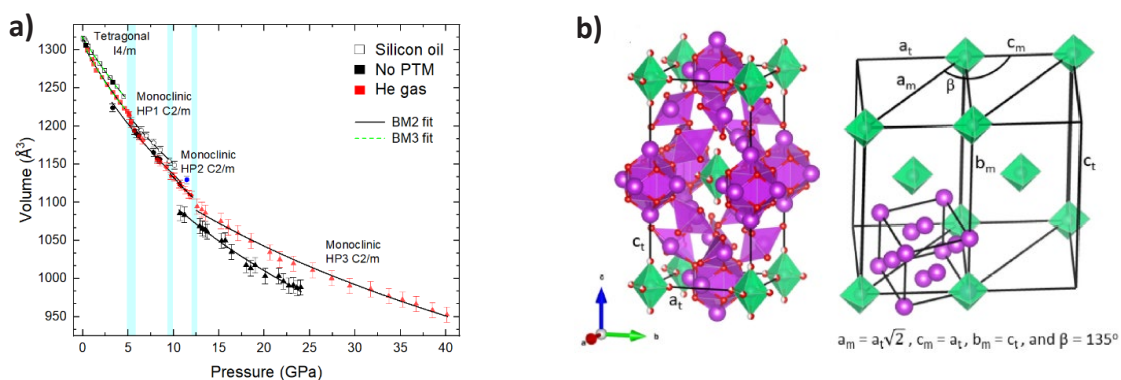 a)
1300
1250
1200
1150
1100
1050
1000
950
Volume (Å³)
0 5 10 15 20 25 30 35 40
Pressure (GPa)
Tetragonal
I4/m
Monoclinic
HP1 C2/m
Monoclinic
HP2 C2/m
Monoclinic
HP3 C2/m
Silicon oil
No PTM
He gas
BM2 fit
BM3 fit
b)
c_t
a_t
c
a
b
a_t
c_m
a_m
β
b_m
c_t
a_m = a_t√2 , c_m = a_t, b_m = c_t, and β = 135°